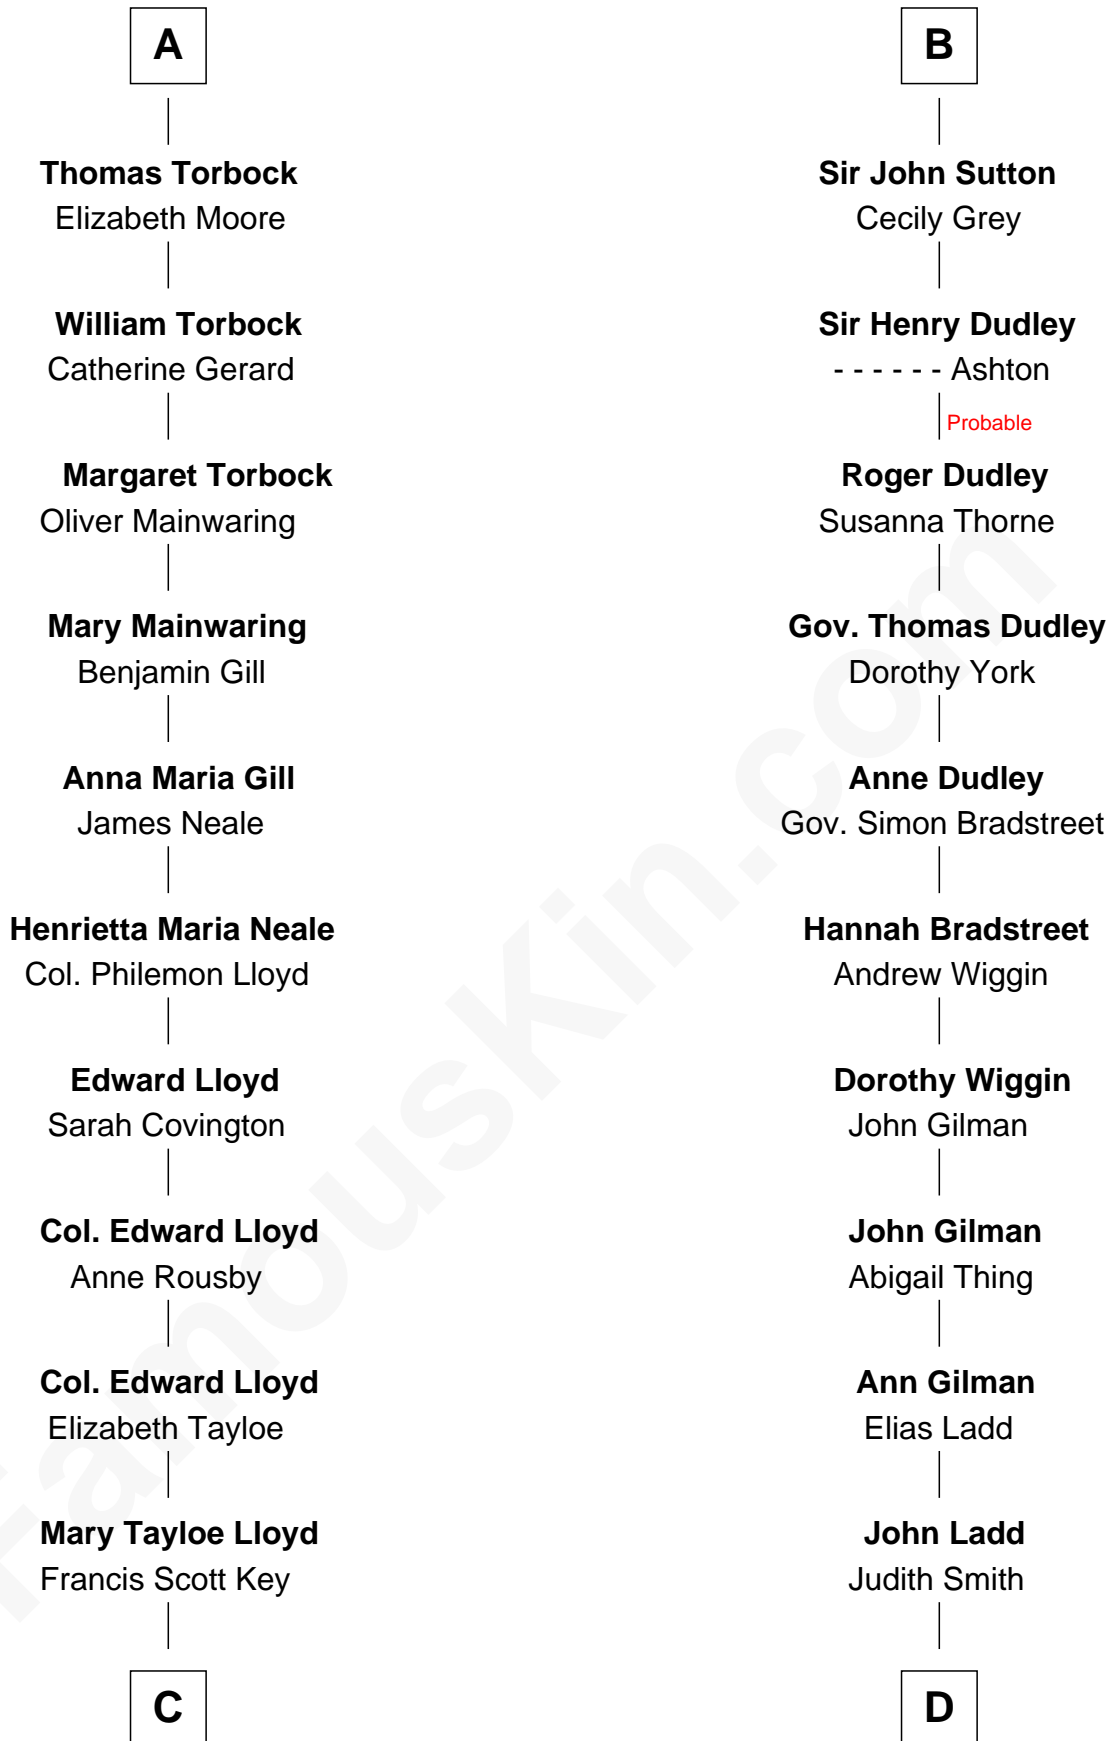 A
Thomas Torbock
Elizabeth Moore
William Torbock
Catherine Gerard
Margaret Torbock
Oliver Mainwaring
Mary Mainwaring
Benjamin Gill
Anna Maria Gill
James Neale
Henrietta Maria Neale
Col. Philemon Lloyd
Edward Lloyd
Sarah Covington
Col. Edward Lloyd
Anne Rousby
Col. Edward Lloyd
Elizabeth Tayloe
Mary Tayloe Lloyd
Francis Scott Key
C
B
Sir John Sutton
Cecily Grey
Sir Henry Dudley
- - - - - - Ashton
Probable
Roger Dudley
Susanna Thorne
Gov. Thomas Dudley
Dorothy York
Anne Dudley
Gov. Simon Bradstreet
Hannah Bradstreet
Andrew Wiggin
Dorothy Wiggin
John Gilman
John Gilman
Abigail Thing
Ann Gilman
Elias Ladd
John Ladd
Judith Smith
D
FamousKin.com